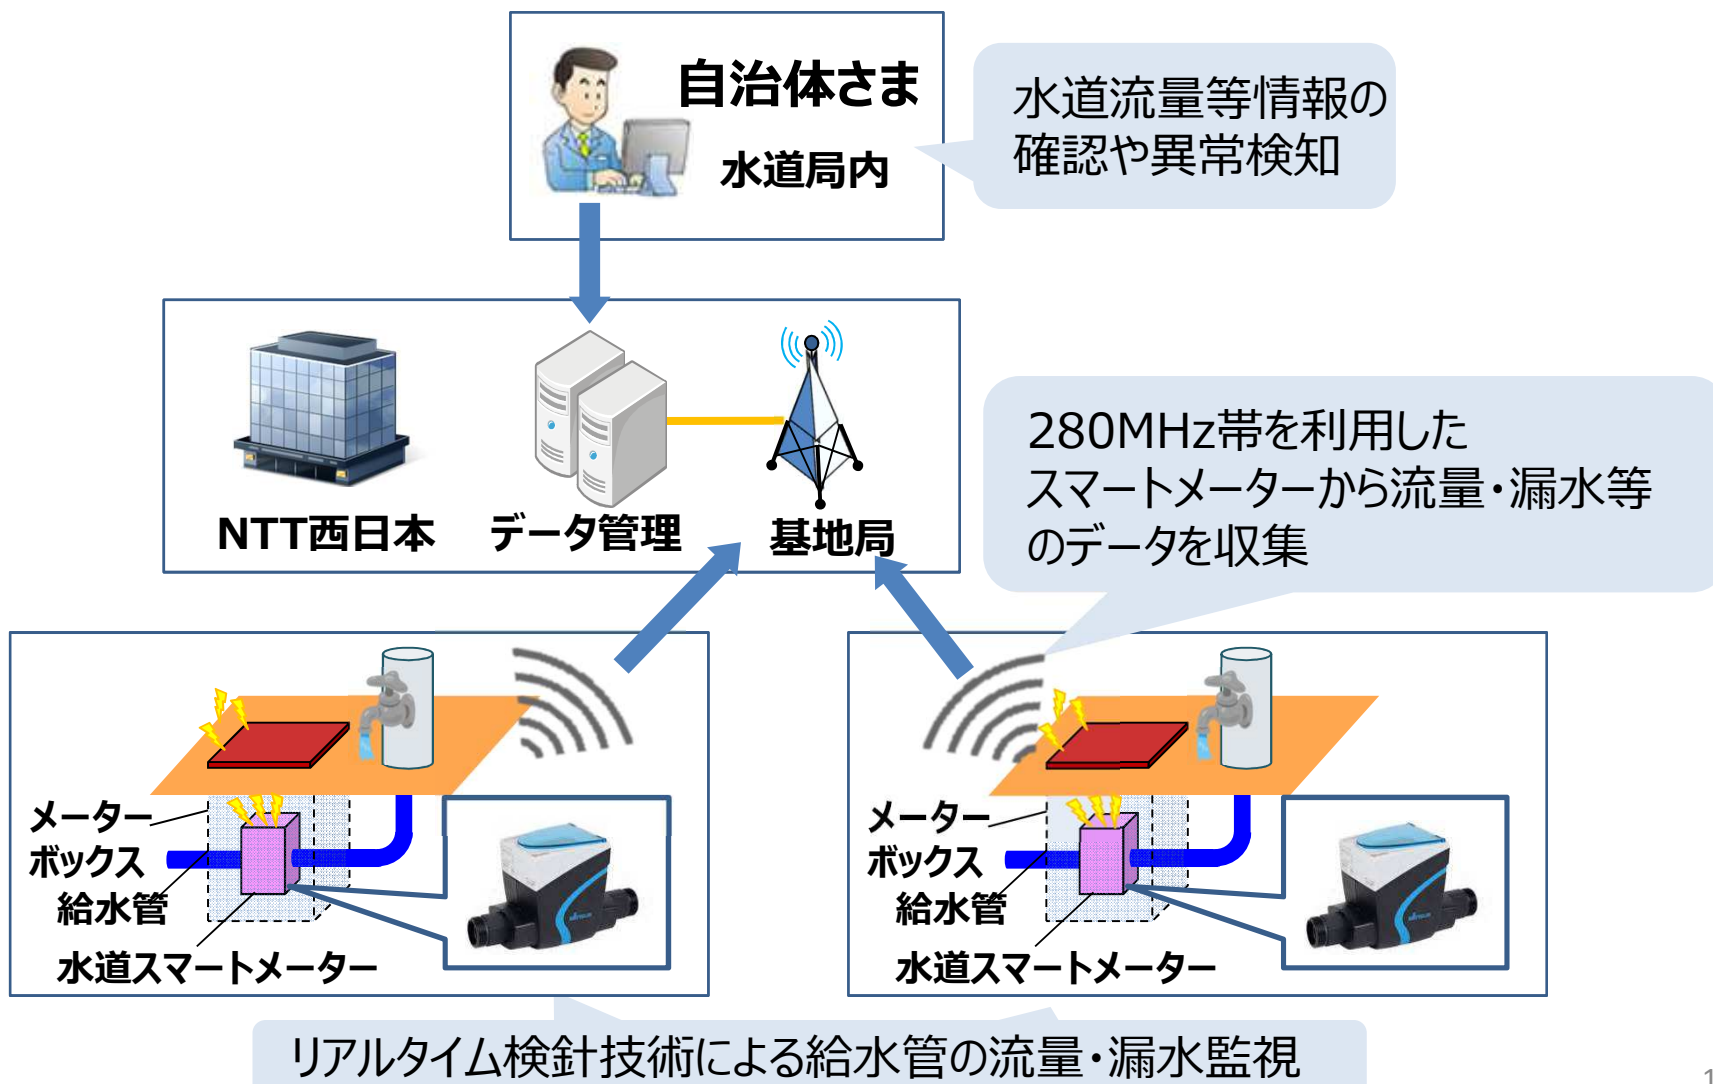 自治体さま
水道局内
水道流量等情報の
確認や異常検知
NTT西日本
データ管理
基地局
280MHz帯を利用した
スマートメーターから流量・漏水等
のデータを収集
メーター
ボックス
給水管
水道スマートメーター
メーター
ボックス
給水管
水道スマートメーター
リアルタイム検針技術による給水管の流量・漏水監視
1